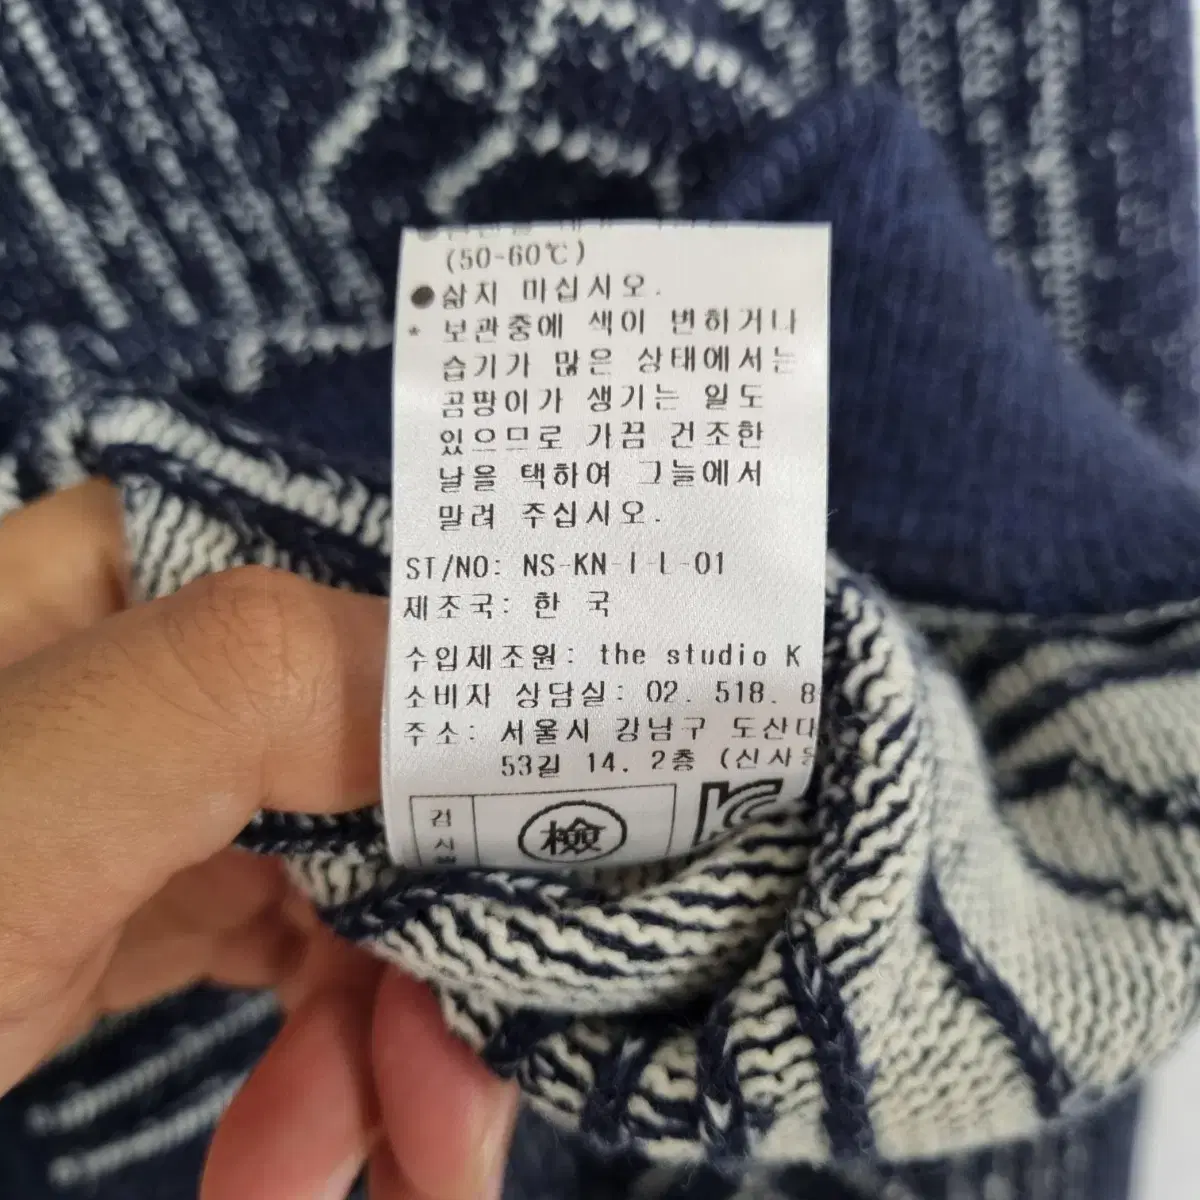 (50-60℃)
●삶지 마십시오.
* 보관중에 색이 변하거나
습기가 많은 상태에서는
곰팡이가 생기는 일도
있으므로 가끔 건조한
날을 택하여 그늘에서
말려 주십시오.
ST/NO: NS-KN-I-L-01
제조국: 한 국
수입제조원: the studio K
소비자 상담실: 02. 518. 8
주소: 서울시 강남구 도산대
53길 14. 2층 (신사
검
시
檢